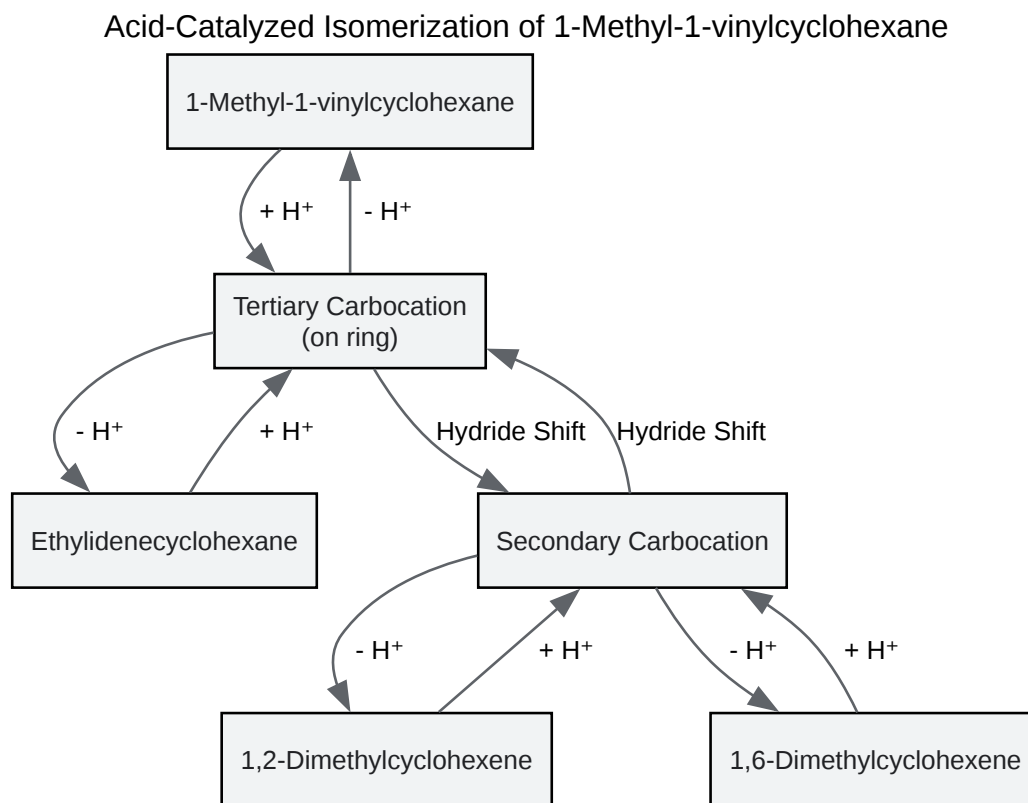 Acid-Catalyzed Isomerization of 1-Methyl-1-vinylcyclohexane
1-Methyl-1-vinylcyclohexane
+ H⁺
- H⁺
Tertiary Carbocation
(on ring)
- H⁺
+ H⁺
Hydride Shift
Hydride Shift
Ethylidenecyclohexane
Secondary Carbocation
- H⁺
+ H⁺
- H⁺
+ H⁺
1,2-Dimethylcyclohexene
1,6-Dimethylcyclohexene